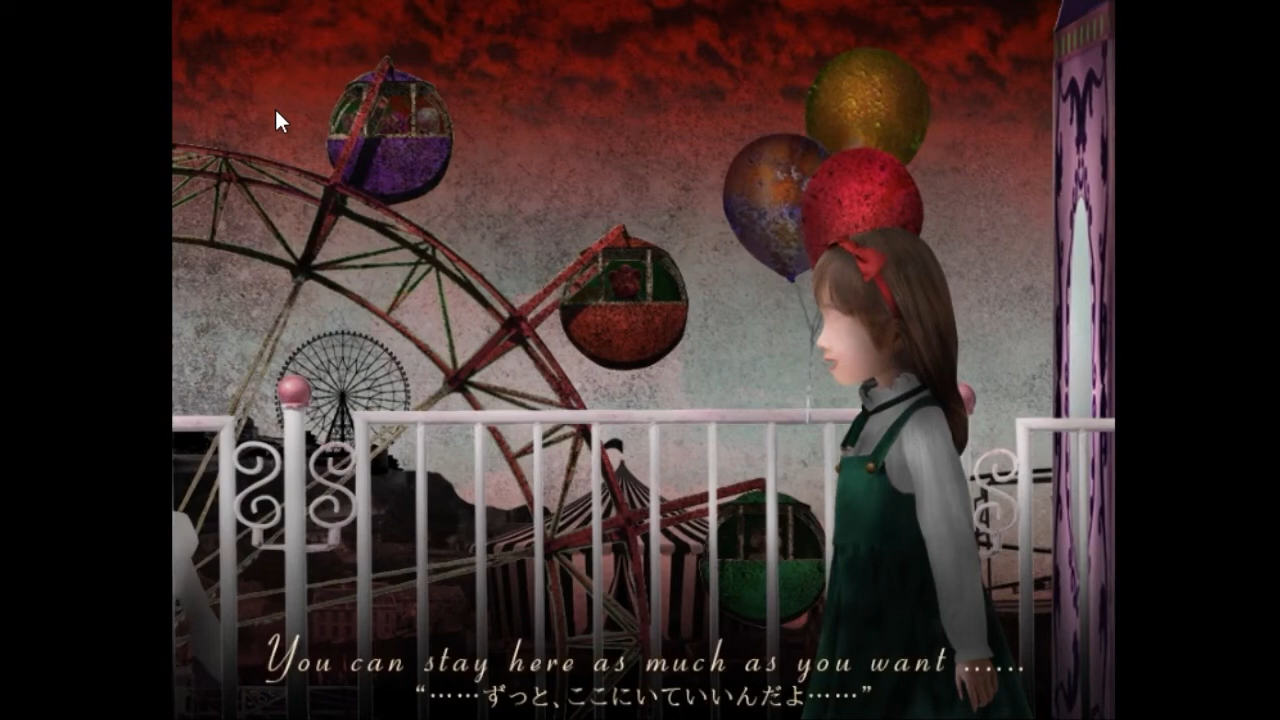 You can stay here as much as you want ......
“……ずっと、ここにいていいんだよ……”